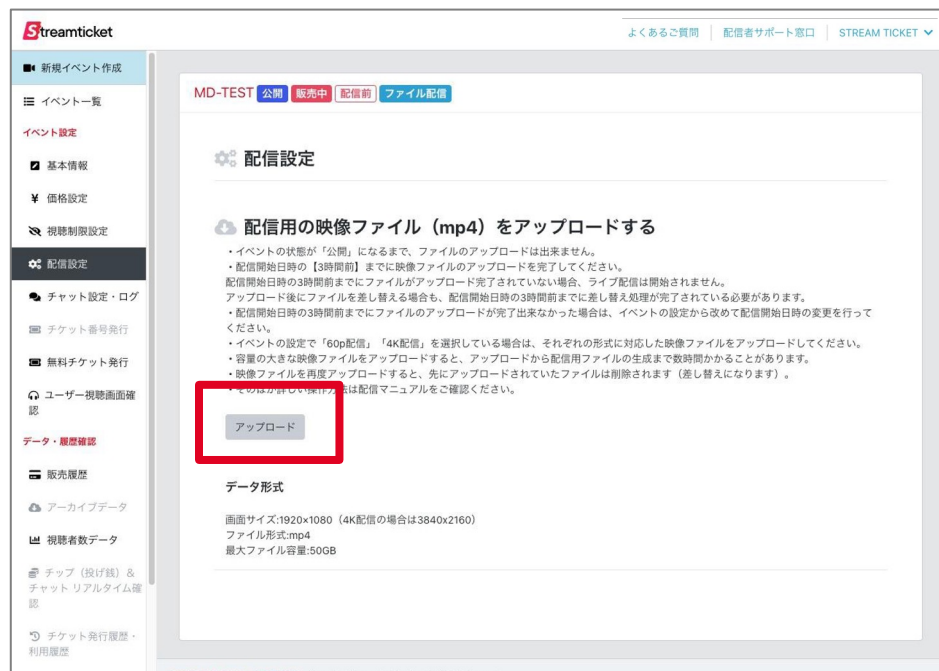 Streamticket
よくあるご質問
配信者サポート窓口
STREAM TICKET
新規イベント作成
イベント一覧
イベント設定
基本情報
¥ 価格設定
視聴制限設定
配信設定
チャット設定・ログ
チケット番号発行
無料チケット発行
ユーザー視聴画面確
認
データ・履歴確認
販売履歴
アーカイブデータ
視聴者数データ
チップ（投げ銭）&
チャット リアルタイム確
認
チケット発行履歴・
利用履歴
MD-TEST 公開 販売中 配信前 ファイル配信
配信設定
配信用の映像ファイル（mp4）をアップロードする
・イベントの状態が「公開」になるまで、ファイルのアップロードは出来ません。
・配信開始日時の【3時間前】までに映像ファイルのアップロードを完了してください。
配信開始日時の3時間前までにファイルがアップロード完了されていない場合、ライブ配信は開始されません。
アップロード後にファイルを差し替える場合も、配信開始日時の3時間前までに差し替え処理が完了されている必要があります。
・配信開始日時の3時間前までにファイルのアップロードが完了出来なかった場合は、イベントの設定から改めて配信開始日時の変更を行って
ください。
・イベントの設定で「60p配信」「4K配信」を選択している場合は、それぞれの形式に対応した映像ファイルをアップロードしてください。
・容量の大きな映像ファイルをアップロードすると、アップロードから配信用ファイルの生成まで数時間かかることがあります。
・映像ファイルを再度アップロードすると、先にアップロードされていたファイルは削除されます（差し替えになります）。
・そのほか詳しい操作方法は配信マニュアルをご確認ください。
アップロード
データ形式
画面サイズ:1920×1080（4K配信の場合は3840x2160）
ファイル形式:mp4
最大ファイル容量:50GB